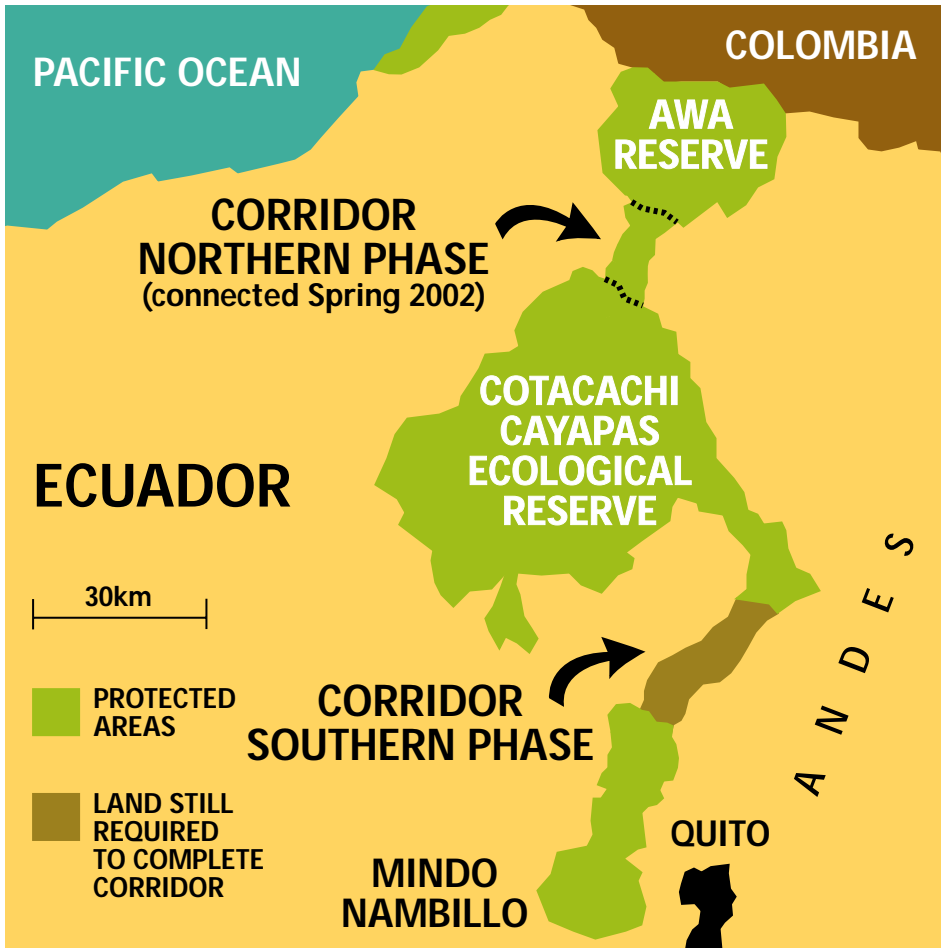 PACIFIC OCEAN
COLOMBIA
AWA
RESERVE
CORRIDOR
NORTHERN PHASE
(connected Spring 2002)
COTACACHI
CAYAPAS
ECOLOGICAL
RESERVE
ECUADOR
ANDES
30km
PROTECTED
AREAS
CORRIDOR
SOUTHERN PHASE
LAND STILL
REQUIRED
TO COMPLETE
CORRIDOR
QUITO
MINDO
NAMBILLO